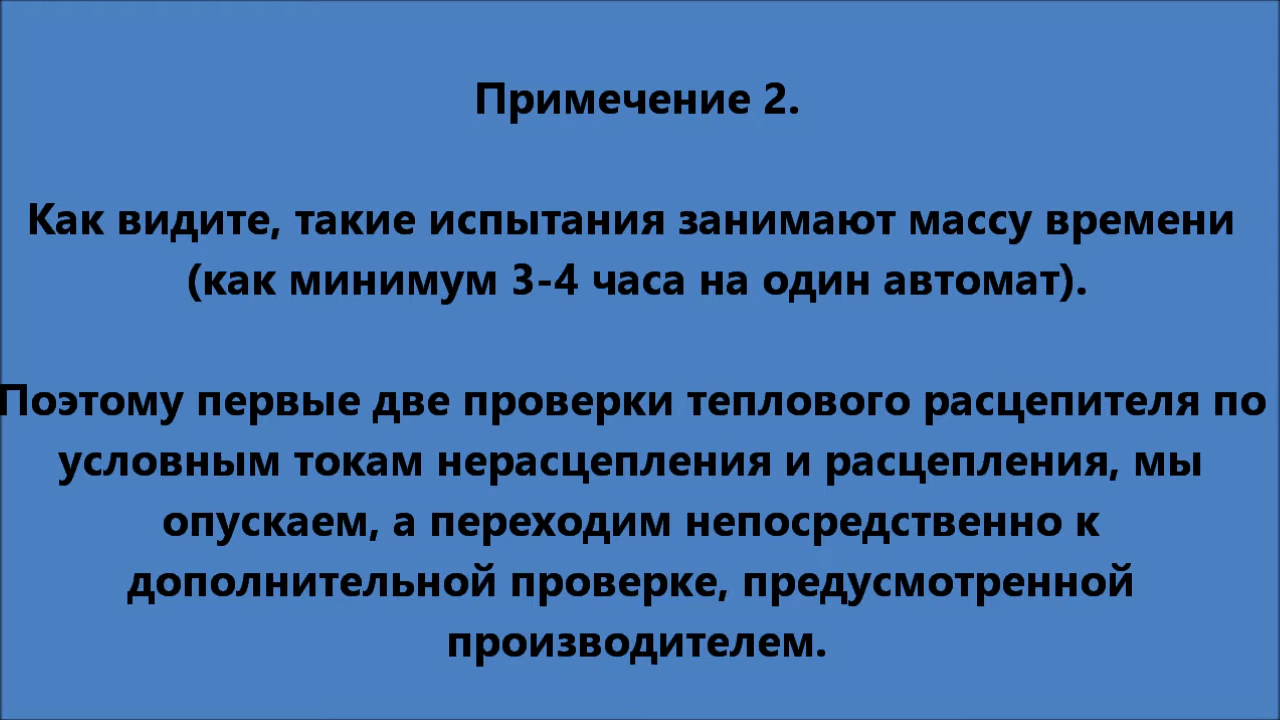 Примечение 2.
Как видите, такие испытания занимают массу времени
(как минимум 3-4 часа на один автомат).
Поэтому первые две проверки теплового расцепителя по
условным токам нерасцепления и расцепления, мы
опускаем, а переходим непосредственно к
дополнительной проверке, предусмотренной
производителем.